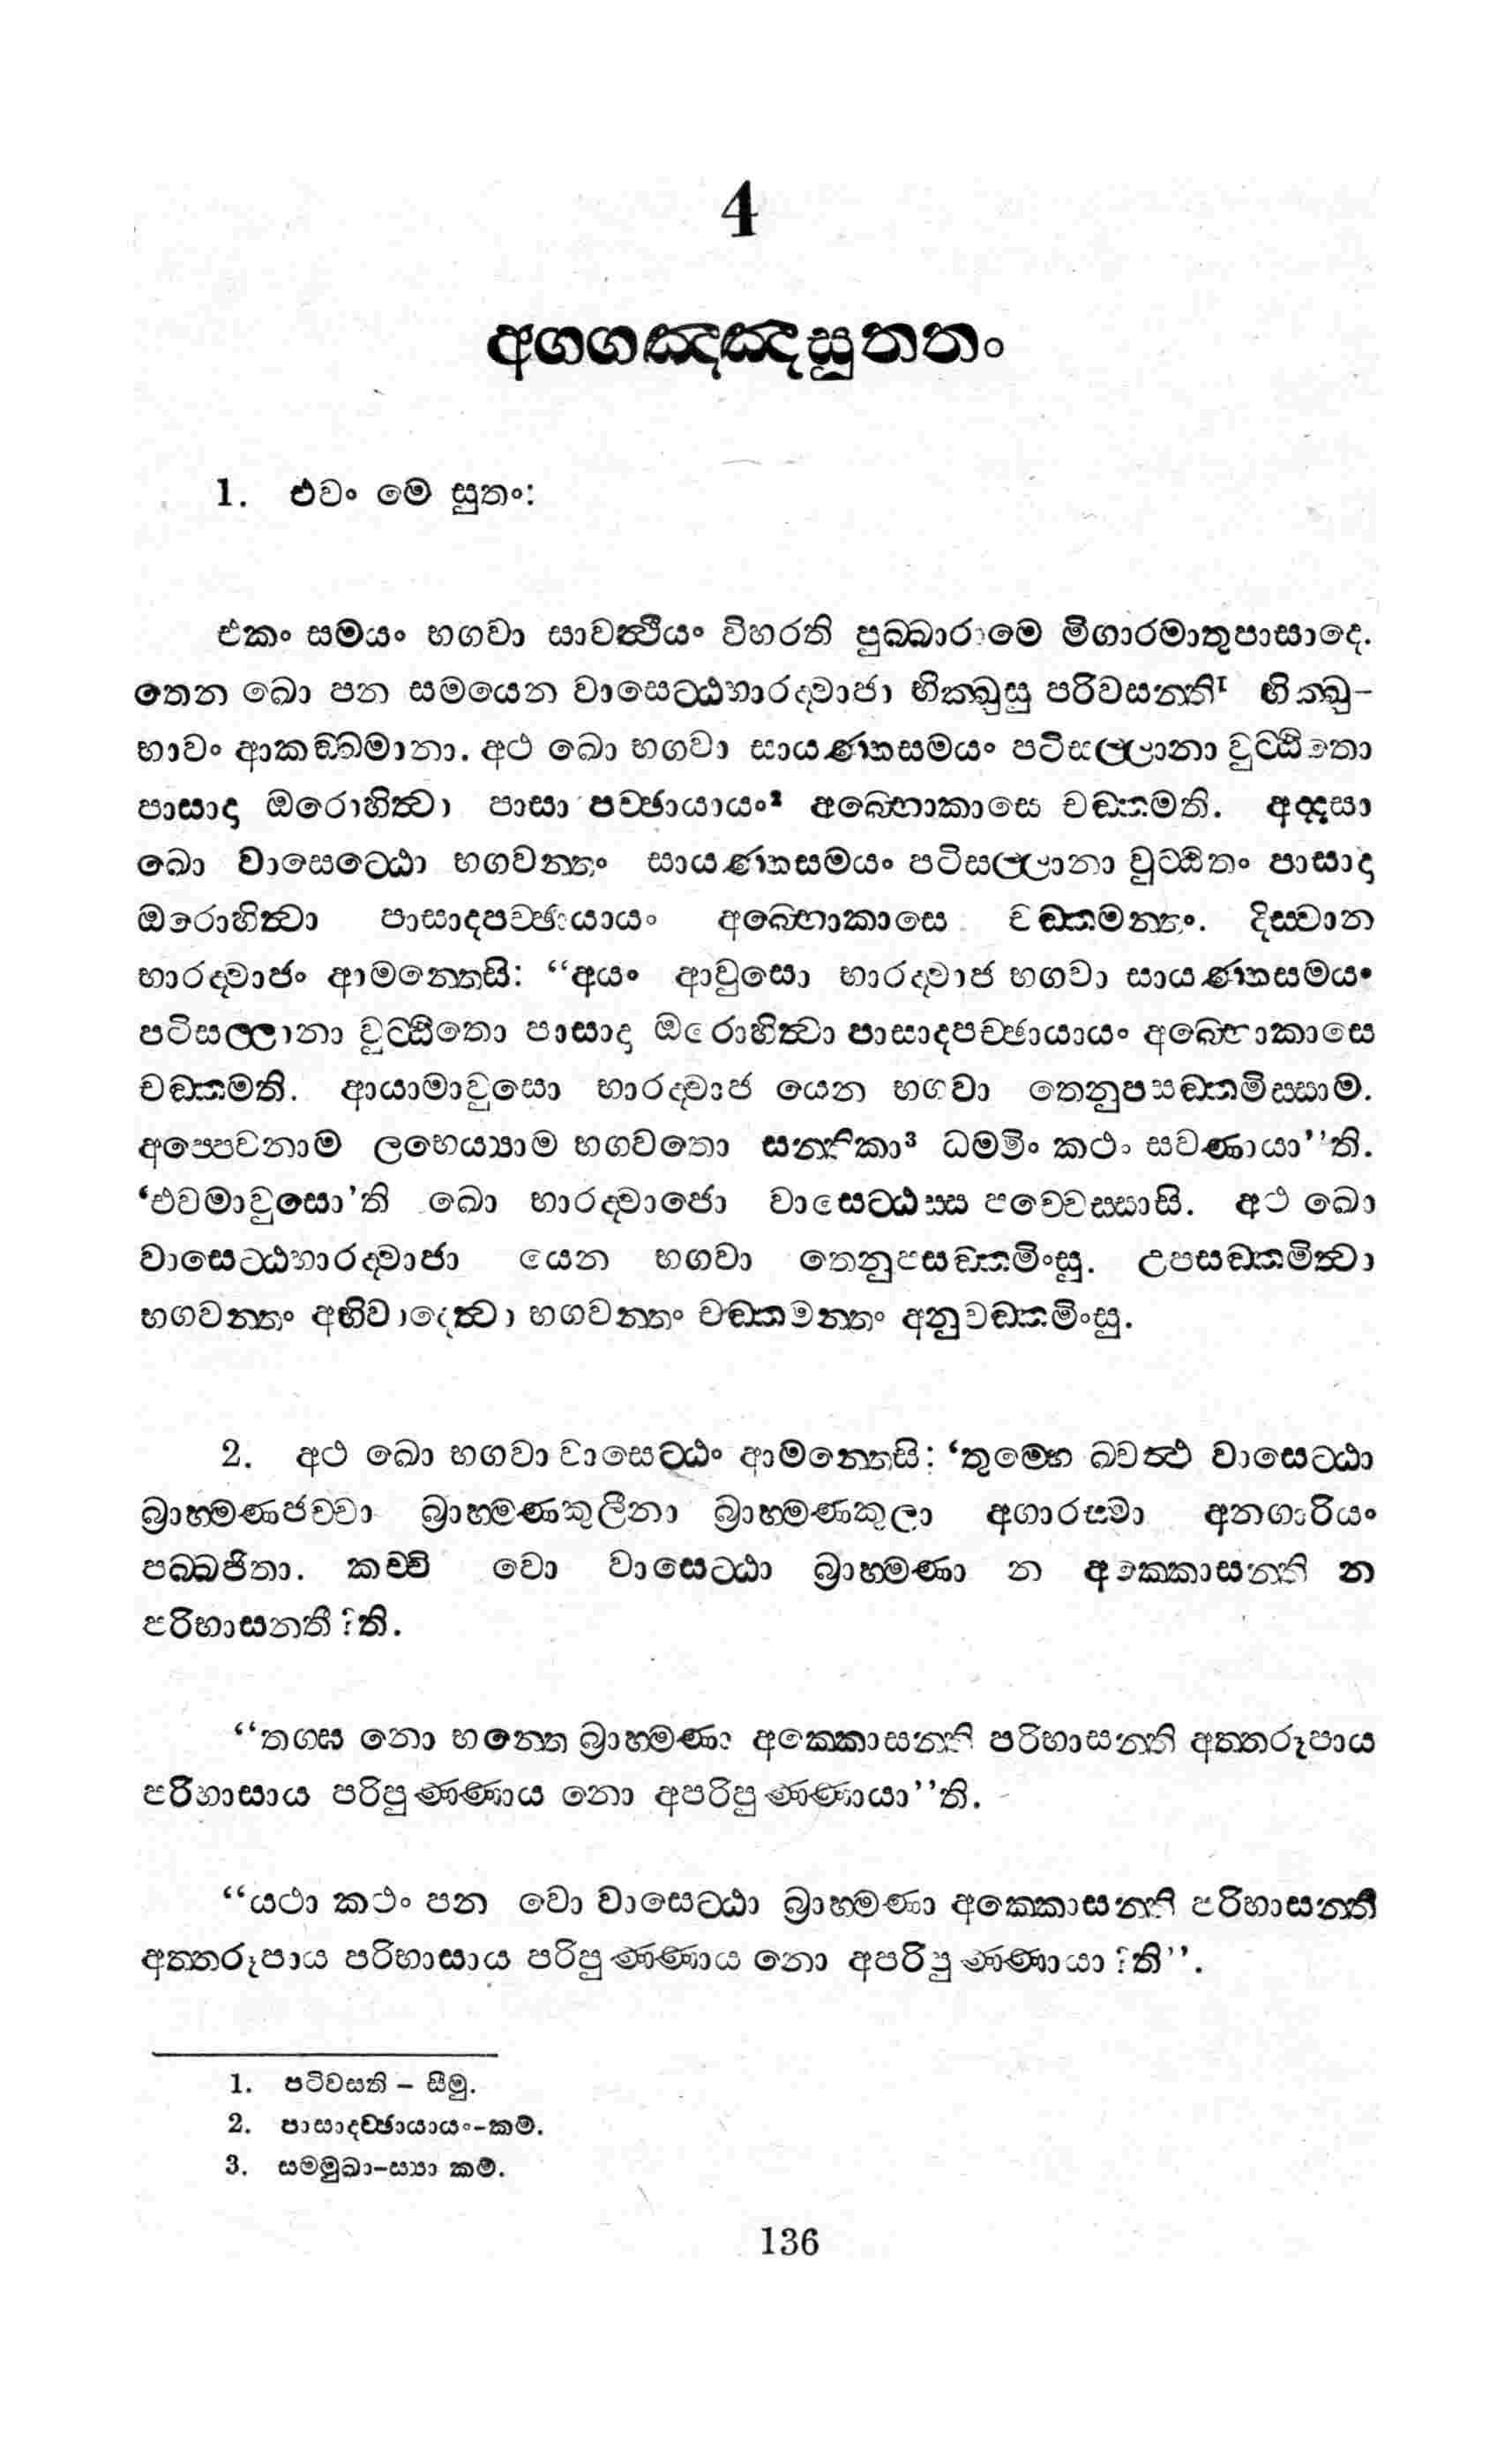 4
අග්ගඤ්ඤසුත්තං
1. එවං මෙ සුතං:
එකං සමයං භගවා සාවත්ථියං විහරති පුබ්බාරාමෙ මිගාරමාතුපාසාදෙ.
තෙන ඛො පන සමයෙන වාසෙට්ඨභාරද්වාජා භික්ඛුසු පරිවසන්ති¹ භික්ඛු-
භාවං ආකඞ්ඛමානා. අථ ඛො භගවා සායණ්හසමයං පටිසල්ලානා වුට්ඨිතො
පාසාදා ඔරොහිත්වා පාසාදපච්ඡායායං² අබ්භොකාසෙ චඞ්කමති. අද්දසා
ඛො වාසෙට්ඨො භගවන්තං සායණ්හසමයං පටිසල්ලානා වුට්ඨිතං පාසාදා
ඔරොහිත්වා පාසාදපච්ඡායායං අබ්භොකාසෙ චඞ්කමන්තං. දිස්වාන
භාරද්වාජං ආමන්තෙසි: “අයං ආවුසො භාරද්වාජ භගවා සායණ්හසමයං
පටිසල්ලානා වුට්ඨිතො පාසාදා ඔරොහිත්වා පාසාදපච්ඡායායං අබ්භොකාසෙ
චඞ්කමති. ආයාමාවුසො භාරද්වාජ යෙන භගවා තෙනුපසඞ්කමිස්සාම.
අප්පෙවනාම ලභෙය්‍යාම භගවතො සන්තිකා³ ධම්මිං කථං සවණායා’’ති.
‘එවමාවුසො’ති ඛො භාරද්වාජො වාසෙට්ඨස්ස පච්චෙස්සාසි. අථ ඛො
වාසෙට්ඨභාරද්වාජා යෙන භගවා තෙනුපසඞ්කමිංසු. උපසඞ්කමිත්වා
භගවන්තං අභිවාදෙත්වා භගවන්තං චඞ්කමන්තං අනුචඞ්කමිංසු.
2. අථ ඛො භගවා වාසෙට්ඨං ආමන්තෙසි: ‘තුම්හෙ ඛ්වත්ථ වාසෙට්ඨා
බ්‍රාහ්මණජච්චා බ්‍රාහ්මණකුලීනා බ්‍රාහ්මණකුලා අගාරස්මා අනගාරියං
පබ්බජිතා. කච්චි වො වාසෙට්ඨා බ්‍රාහ්මණා න අක්කොසන්ති න
පරිභාසන්තී?ති.
“තග්ඝ නො භන්තෙ බ්‍රාහ්මණා අක්කොසන්ති පරිභාසන්ති අත්තරූපාය
පරිභාසාය පරිපුණ්ණාය නො අපරිපුණ්ණායා’’ති.
“යථා කථං පන වො වාසෙට්ඨා බ්‍රාහ්මණා අක්කොසන්ති පරිභාසන්තී
අත්තරූපාය පරිභාසාය පරිපුණ්ණාය නො අපරිපුණ්ණායා?ති’’.
1. පටිවසන්ති – සීමු.
2. පාසාදච්ඡායායං-කම්.
3. සම්මුඛා-ස්‍යා කම්.
136